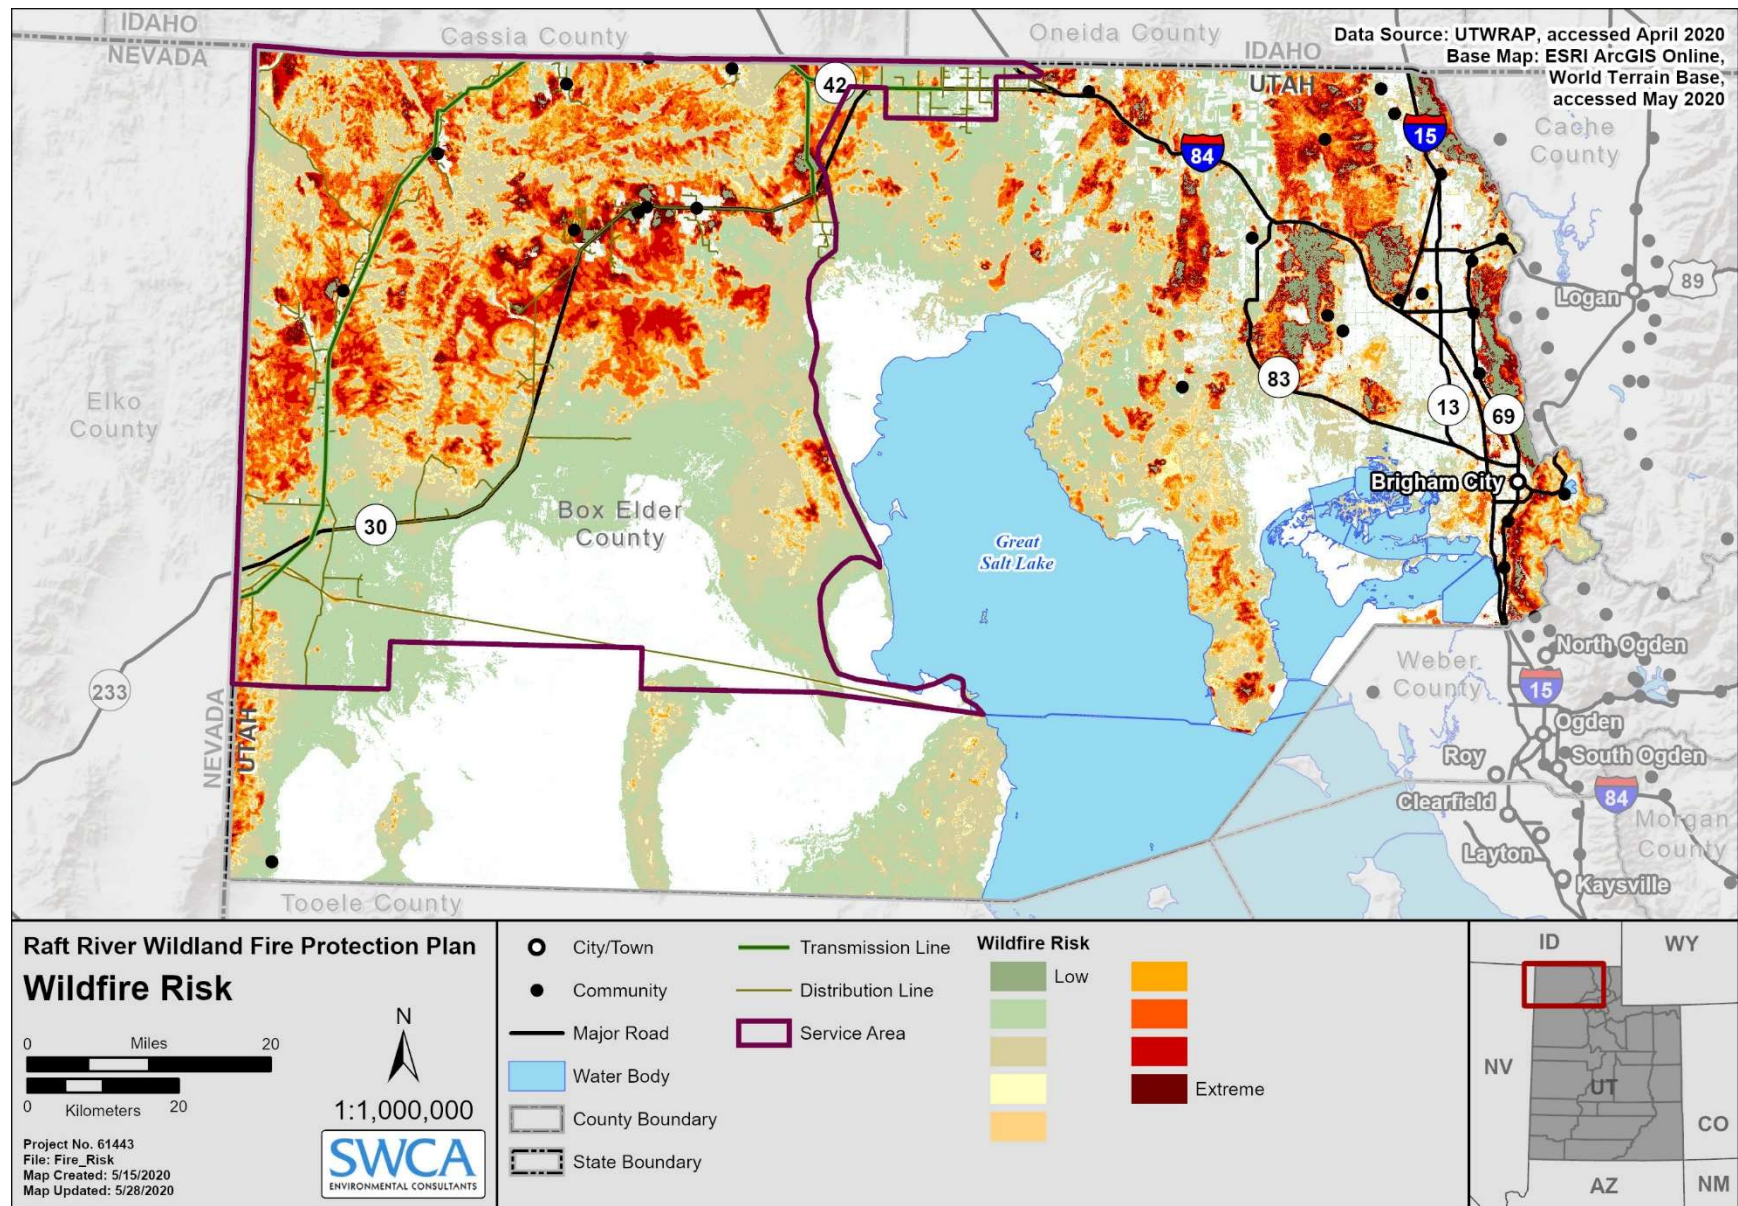 IDAHO
NEVADA
Cassia County
Oneida County
IDAHO
UTAH
Data Source: UTWRAP, accessed April 2020
Base Map: ESRI ArcGIS Online,
World Terrain Base,
accessed May 2020
42
84
15
Cache
County
89
Logan
Elko
County
83
13
69
Brigham City
Box Elder
County
30
Great
Salt Lake
233
NEVADA
UTAH
Weber
County
North Ogden
15
Ogden
Roy
South Ogden
Clearfield
84
Morgan
County
Layton
Kaysville
Tooele County
Raft River Wildland Fire Protection Plan
Wildfire Risk
0 Miles 20
0 Kilometers 20
N
1:1,000,000
Project No. 61443
File: Fire_Risk
Map Created: 5/15/2020
Map Updated: 5/28/2020
SWCA
ENVIRONMENTAL CONSULTANTS
City/Town
Community
Major Road
Water Body
County Boundary
State Boundary
Transmission Line
Distribution Line
Service Area
Wildfire Risk
Low
Extreme
ID
WY
NV
UT
CO
AZ
NM